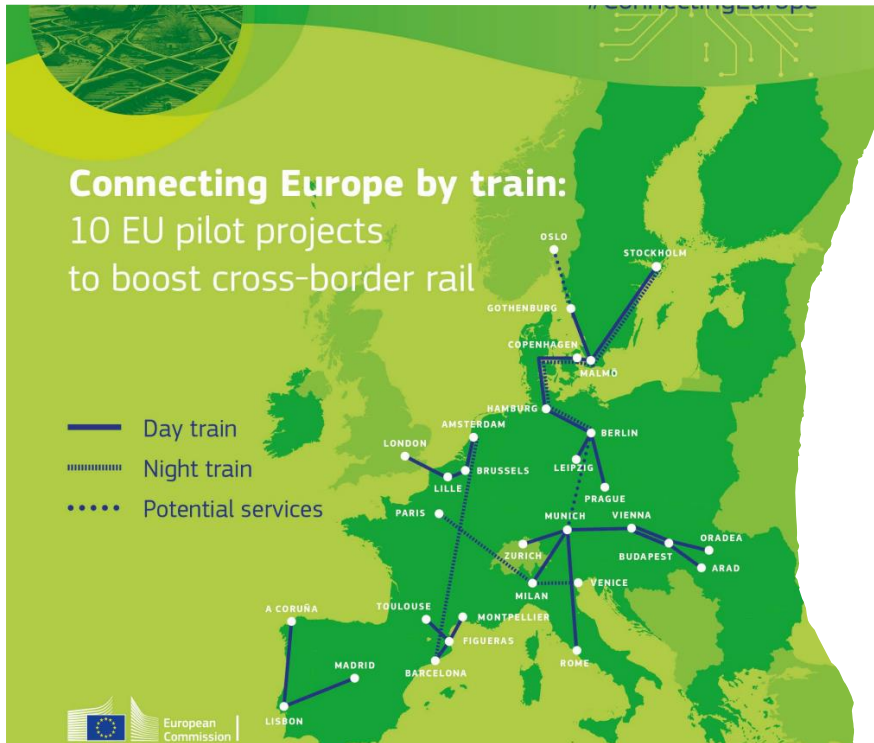 #ConnectingEurope
Connecting Europe by train:
10 EU pilot projects
to boost cross-border rail
OSLO
STOCKHOLM
GOTHENBURG
COPENHAGEN
MALMÖ
Day train
Night train
Potential services
HAMBURG
AMSTERDAM
BERLIN
LONDON
BRUSSELS
LEIPZIG
LILLE
PRAGUE
PARIS
MUNICH
VIENNA
ORADEA
ZURICH
BUDAPEST
ARAD
MILAN
VENICE
A CORUÑA
TOULOUSE
MONTPELLIER
FIGUERAS
MADRID
BARCELONA
ROME
LISBON
European
Commission